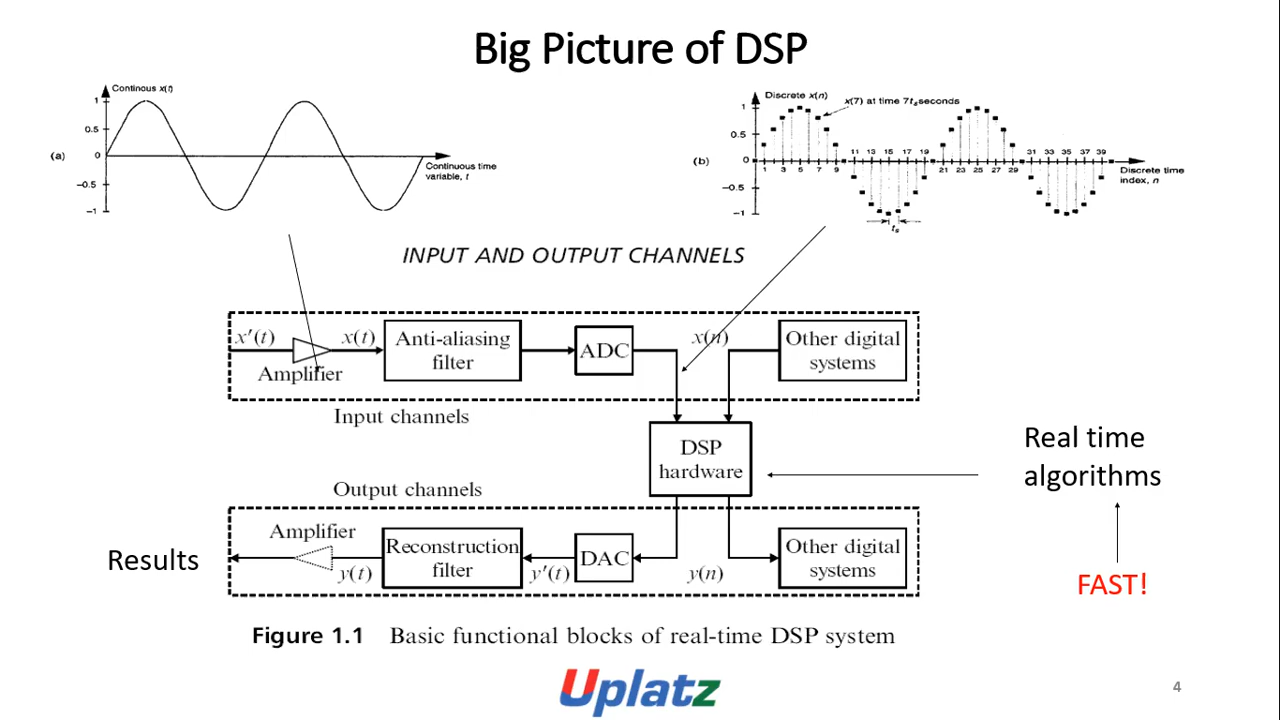 Big Picture of DSP
Continous x(t)
1
0.5
0
−0.5
−1
(a)
Continuous time
variable, t
Discrete x(n)
x(7) at time 7ts seconds
1
0.5
0
−0.5
−1
(b)
11 13 15 17 19
31 33 35 37 39
1 3 5 7 9
21 23 25 27 29
ts
Discrete time
index, n
INPUT AND OUTPUT CHANNELS
x′(t)
x(t)
Amplifier
Anti-aliasing
filter
ADC
x(n)
Other digital
systems
Input channels
DSP
hardware
Real time
algorithms
FAST!
Output channels
Results
Amplifier
y(t)
Reconstruction
filter
y′(t)
DAC
y(n)
Other digital
systems
Figure 1.1 Basic functional blocks of real-time DSP system
Uplatz
4